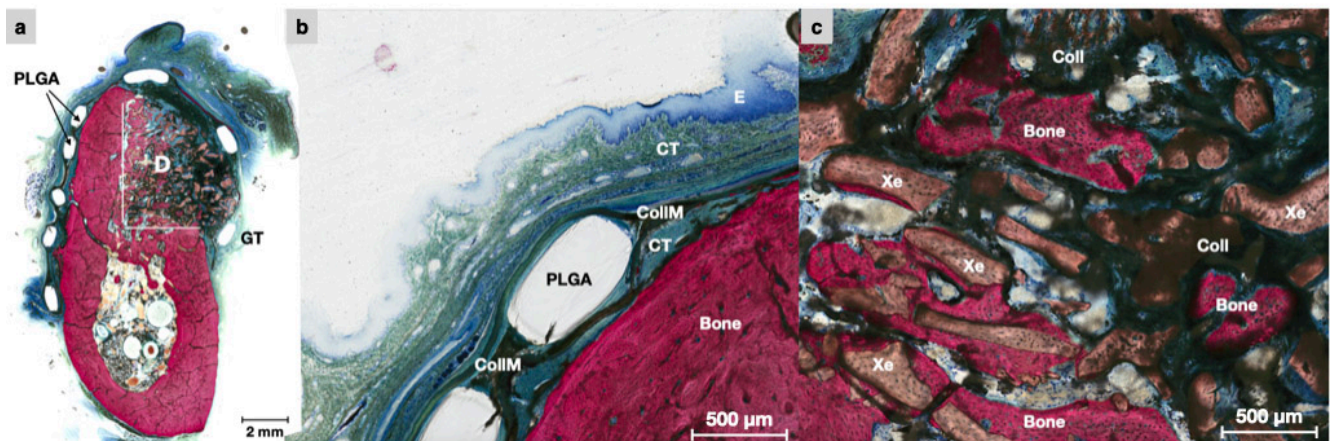 a
PLGA
D
GT
2 mm
b
E
CT
CollM
CT
PLGA
Bone
CollM
500 µm
c
Coll
Bone
Xe
Xe
Coll
Xe
Bone
Xe
Bone
500 µm